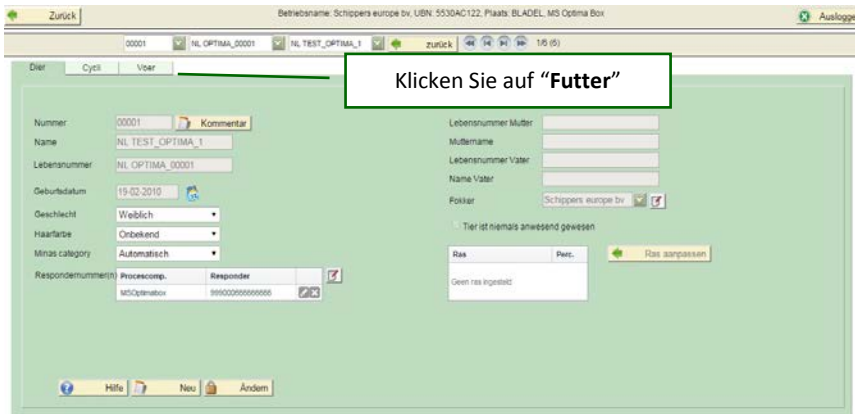 Zurück
Betriebsname: Schippers europe bv, UBN: 5530AC122, Plaats: BLADEL, MS Optima Box
Auslogge
00001
NL OPTIMA_00001
NL TEST_OPTIMA_1
zurück
1/6 (6)
Dier
Cycli
Voer
Klicken Sie auf “Futter”
Nummer
00001
Kommentar
Name
NL TEST_OPTIMA_1
Lebensnummer
NL OPTIMA_00001
Geburtsdatum
19-02-2010
Geschlecht
Weiblich
Haarfarbe
Onbekend
Minas category
Automatisch
Respondernummer(n)
Procescomp.
Responder
MSOptimabox
Lebensnummer Mutter
Muttername
Lebensnummer Vater
Name Vater
Fokker
Schippers europe bv
Tier ist niemals anwesend gewesen
Ras
Perc.
Geen ras ingesteld
Ras aanpassen
Hilfe
Neu
Ändern